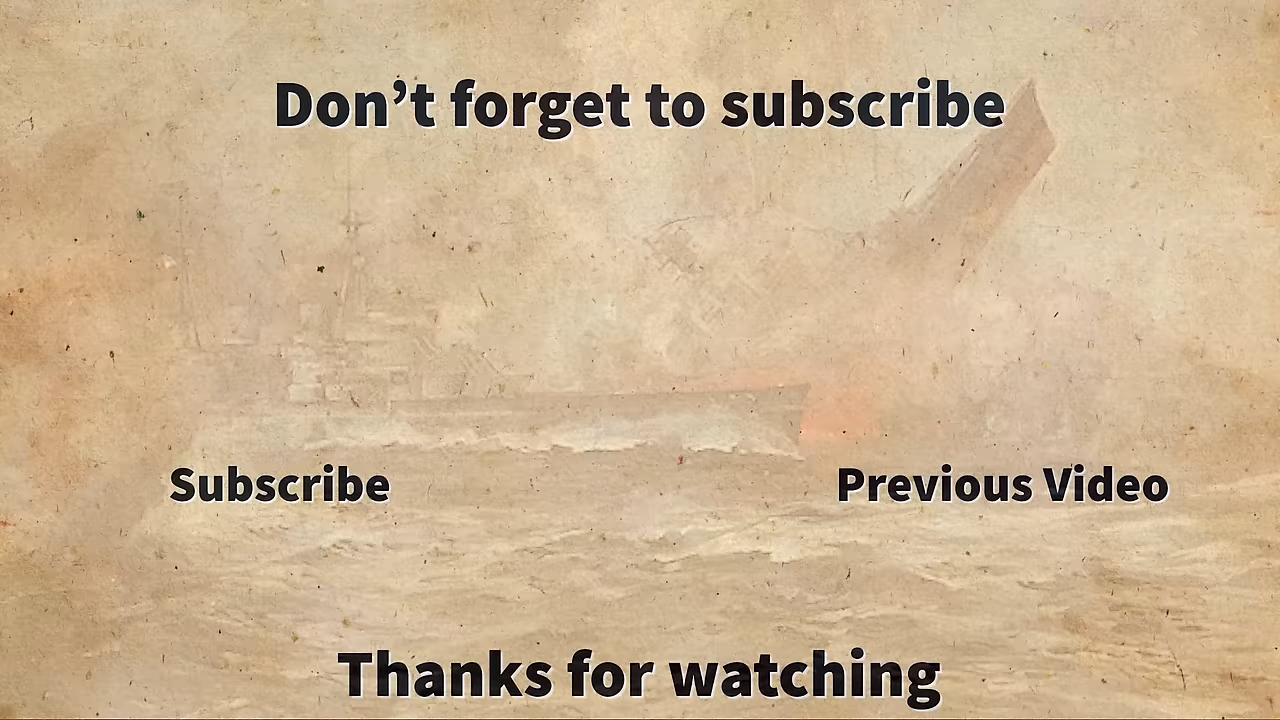 Don’t forget to subscribe
Subscribe
Previous Video
Thanks for watching